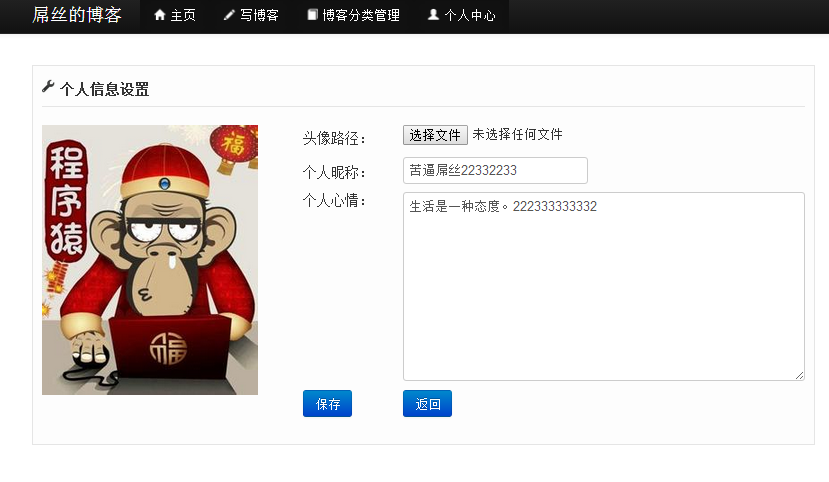 屌丝的博客 主页 写博客 博客分类管理 个人中心
个人信息设置
程序猿
福
福
头像路径： 选择文件 未选择任何文件
个人昵称： 苦逼屌丝22332233
个人心情： 生活是一种态度。222333333332
保存 返回